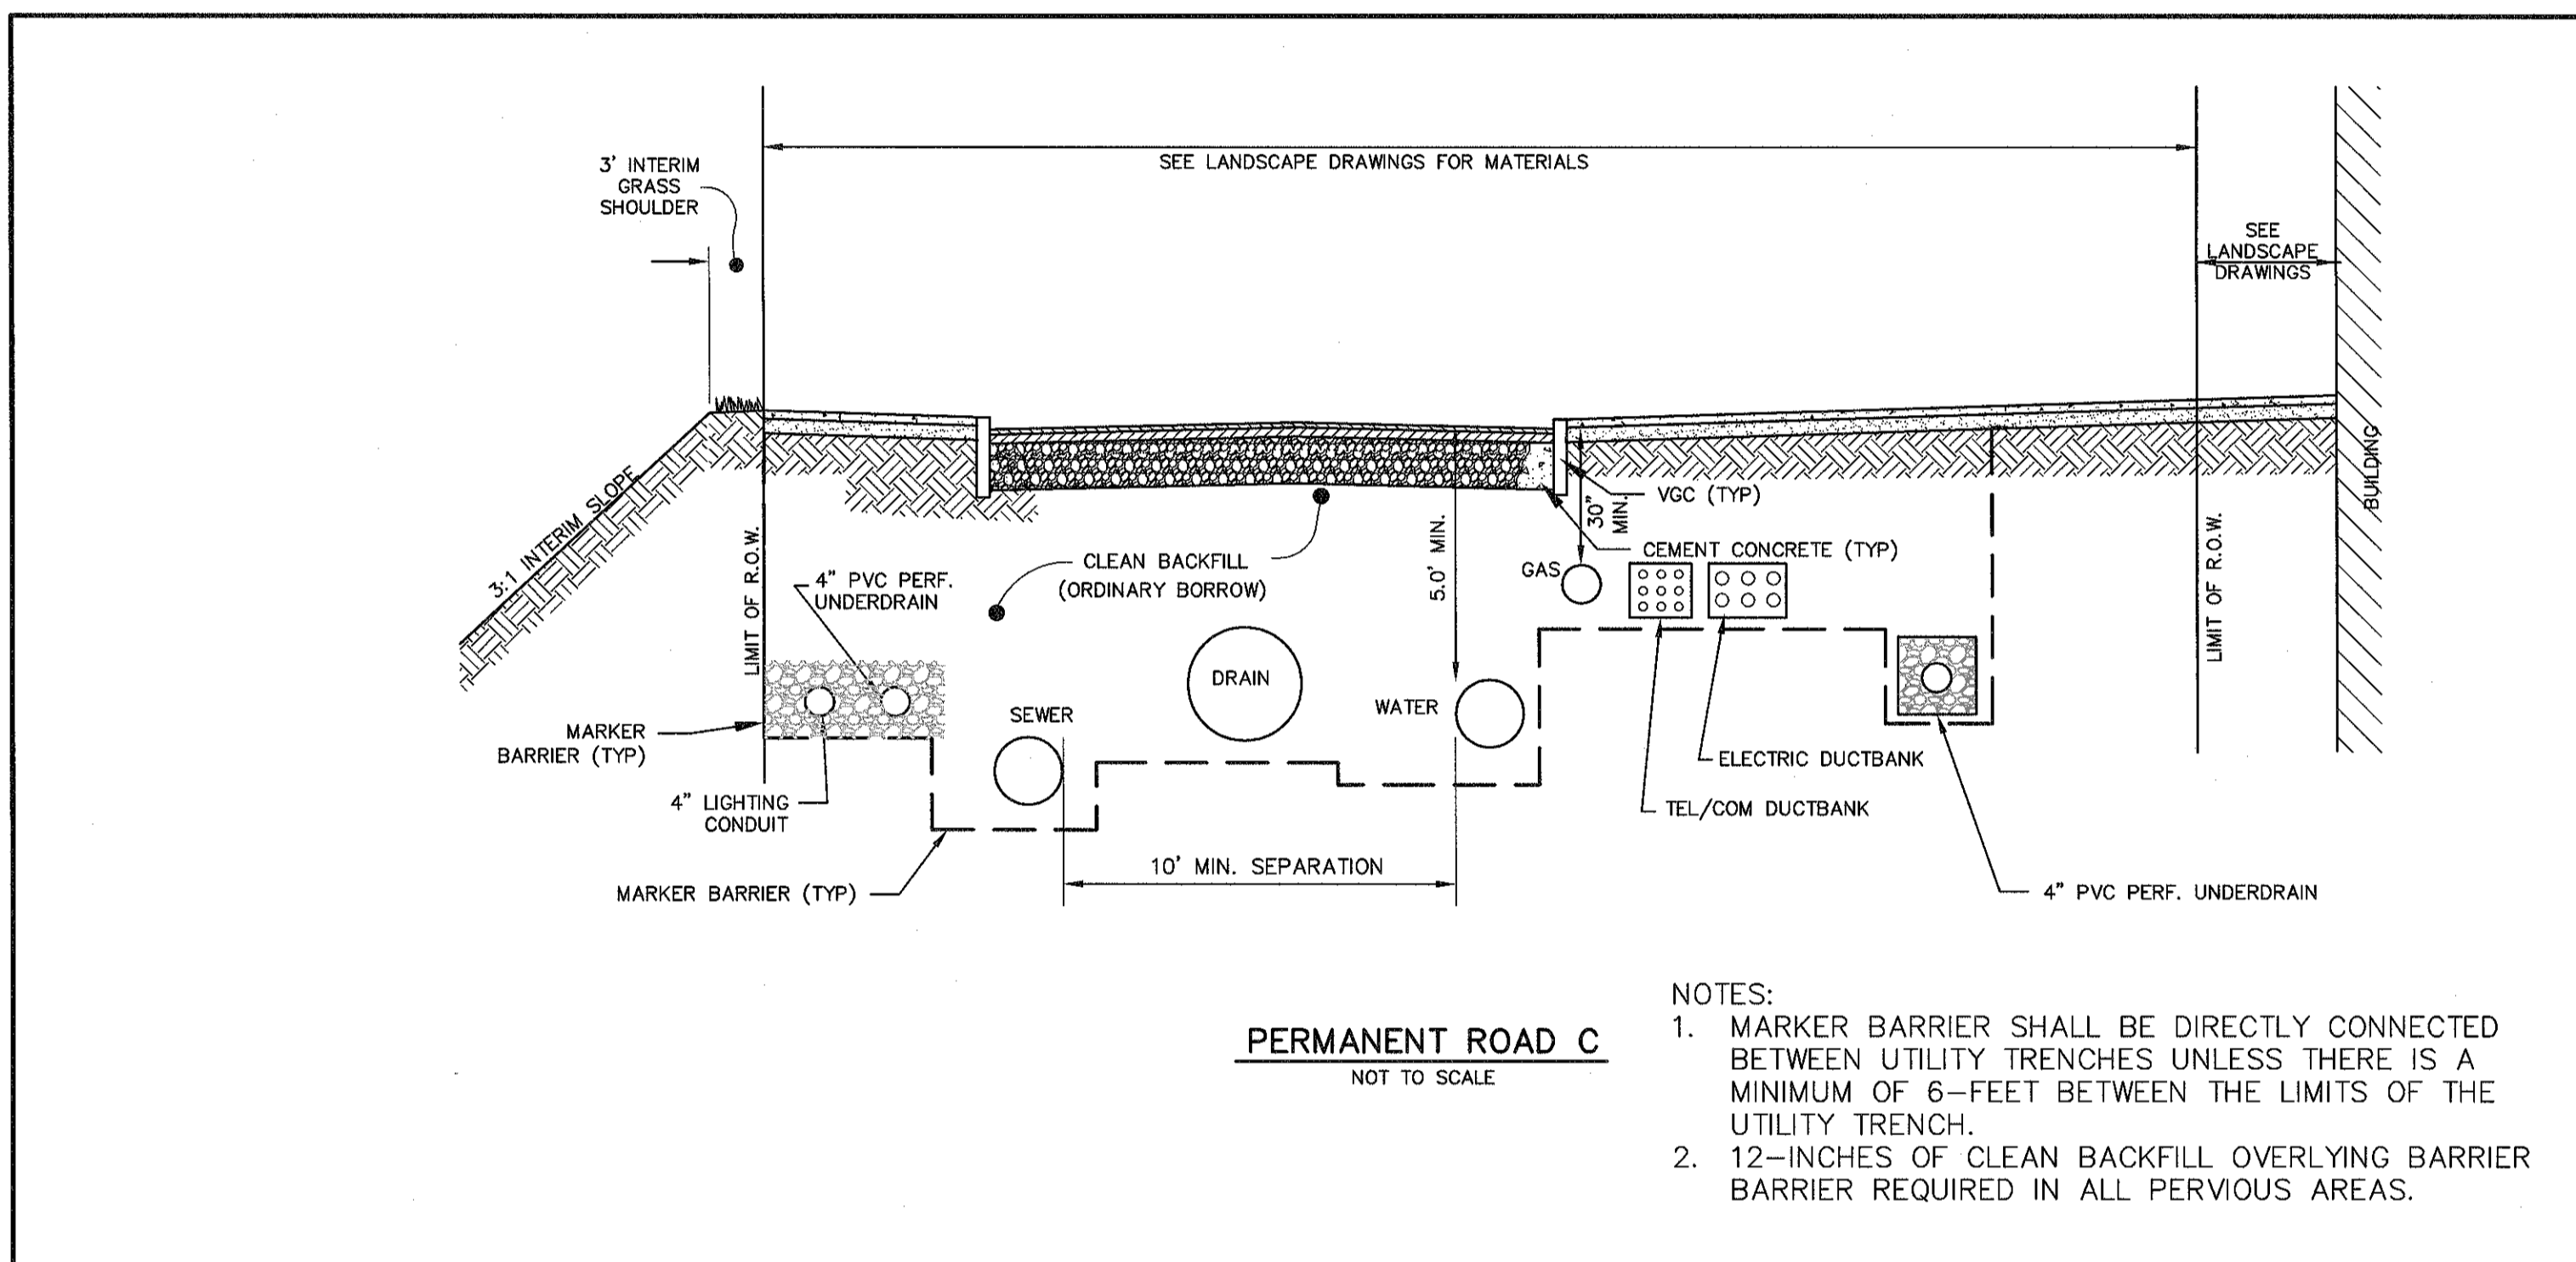 3' INTERIM
GRASS
SHOULDER
SEE LANDSCAPE DRAWINGS FOR MATERIALS
SEE
LANDSCAPE
DRAWINGS
3:1 INTERIM SLOPE
LIMIT OF R.O.W.
4" PVC PERF.
UNDERDRAIN
CLEAN BACKFILL
(ORDINARY BORROW)
5.0' MIN.
30"
MIN.
VGC (TYP)
CEMENT CONCRETE (TYP)
GAS
LIMIT OF R.O.W.
BUILDING
DRAIN
SEWER
WATER
MARKER
BARRIER (TYP)
4" LIGHTING
CONDUIT
ELECTRIC DUCTBANK
TEL/COM DUCTBANK
10' MIN. SEPARATION
MARKER BARRIER (TYP)
4" PVC PERF. UNDERDRAIN
PERMANENT ROAD C
NOT TO SCALE
NOTES:
1. MARKER BARRIER SHALL BE DIRECTLY CONNECTED
BETWEEN UTILITY TRENCHES UNLESS THERE IS A
MINIMUM OF 6-FEET BETWEEN THE LIMITS OF THE
UTILITY TRENCH.
2. 12-INCHES OF CLEAN BACKFILL OVERLYING BARRIER
BARRIER REQUIRED IN ALL PERVIOUS AREAS.